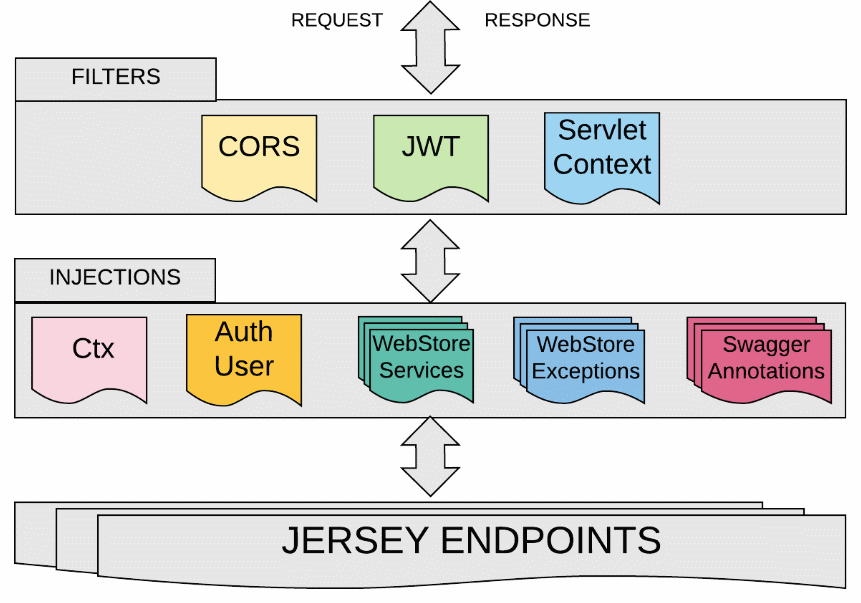 REQUEST
RESPONSE
FILTERS
CORS
JWT
Servlet
Context
INJECTIONS
Ctx
Auth
User
WebStore
Services
WebStore
Exceptions
Swagger
Annotations
JERSEY ENDPOINTS